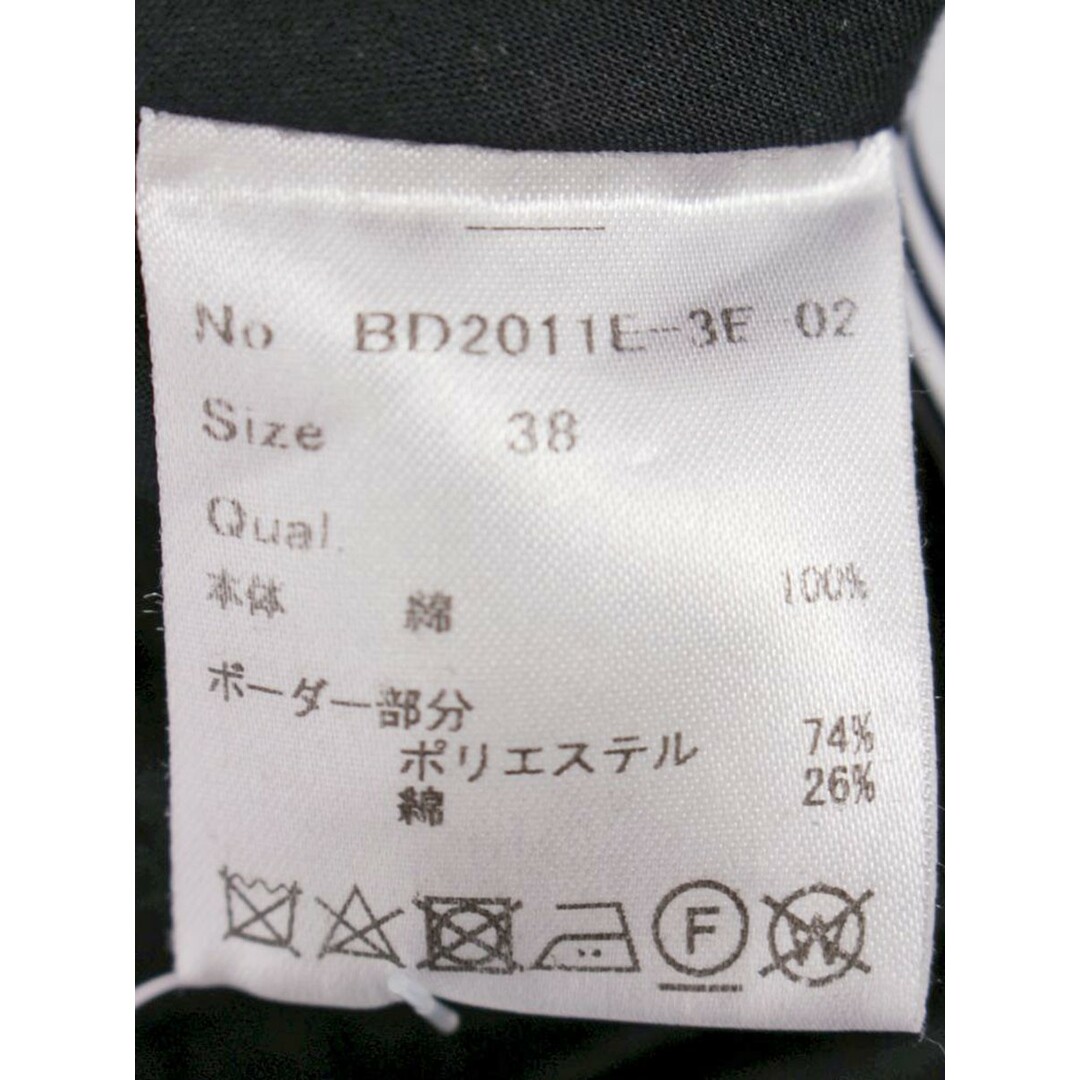 No BD2011E-3E-02
Size 38
Qual.
本体 綿 100%
ボーダー部分
ポリエステル 74%
綿 26%
F
W